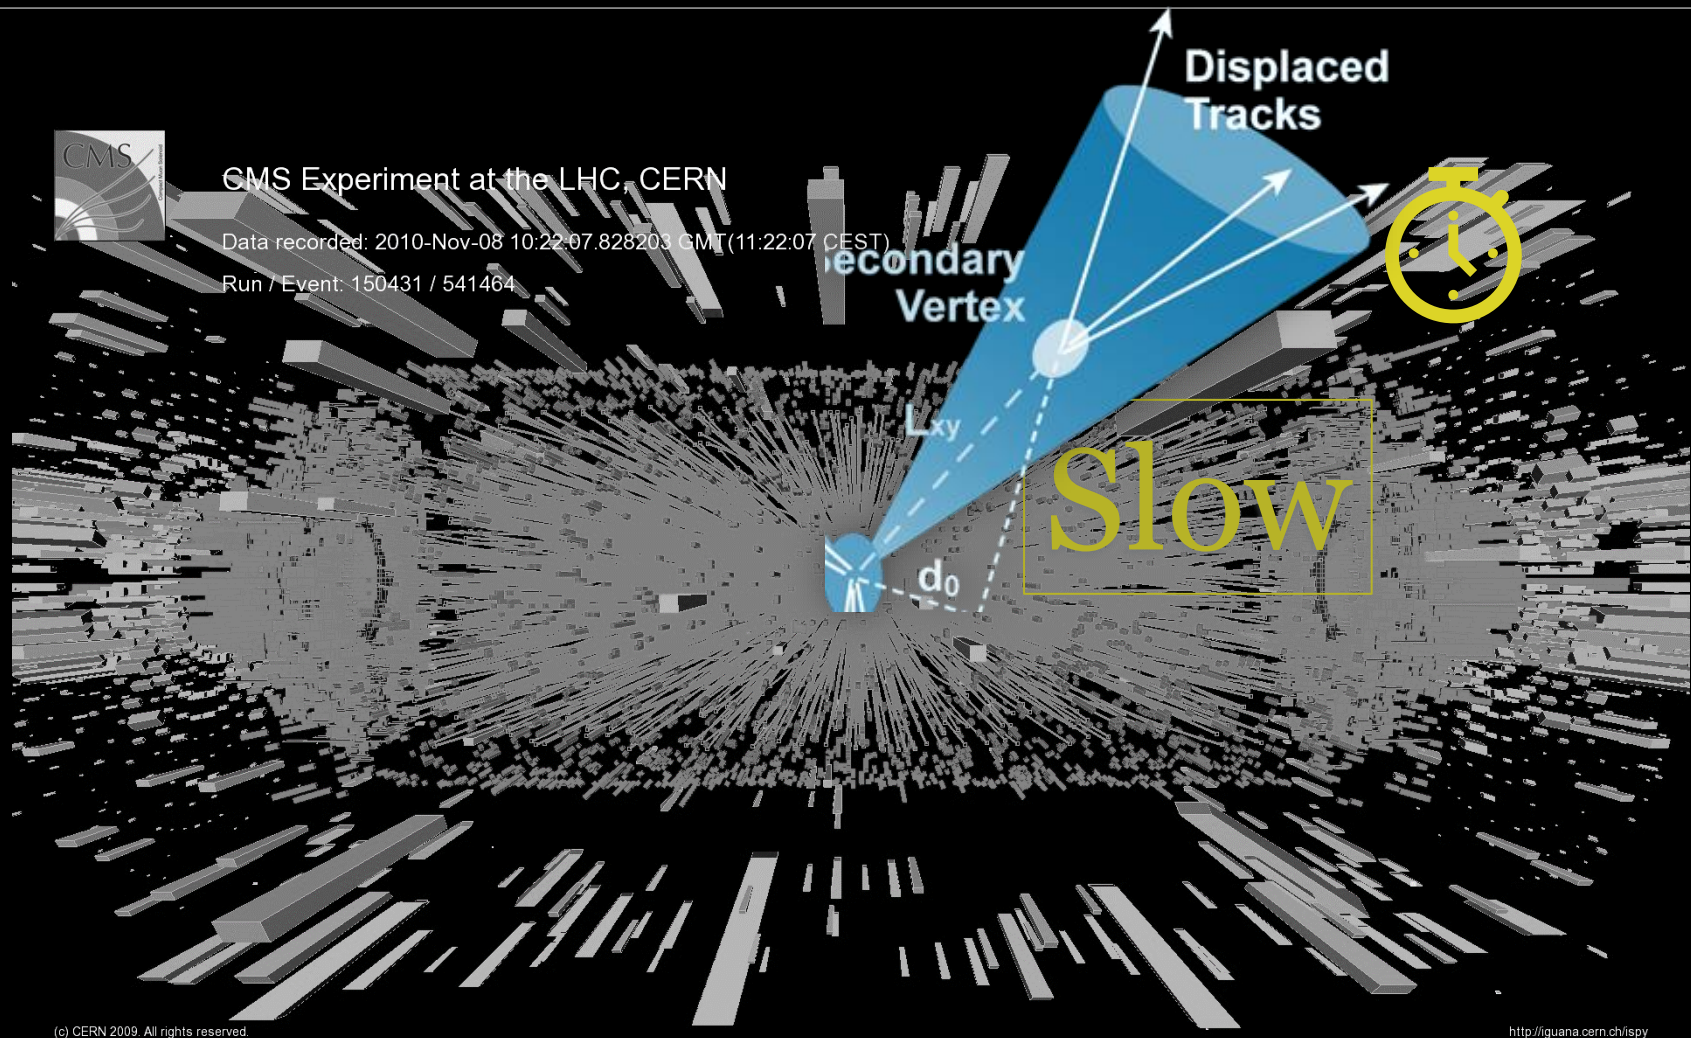 Displaced
Tracks
CMS
CMS Experiment at the LHC, CERN
Data recorded: 2010-Nov-08 10:22:07.828203 GMT(11:22:07 CEST)
Run / Event: 150431 / 541464
econdary
Vertex
Lxy
Slow
d0
(c) CERN 2009. All rights reserved.
http://iguana.cern.ch/ispy